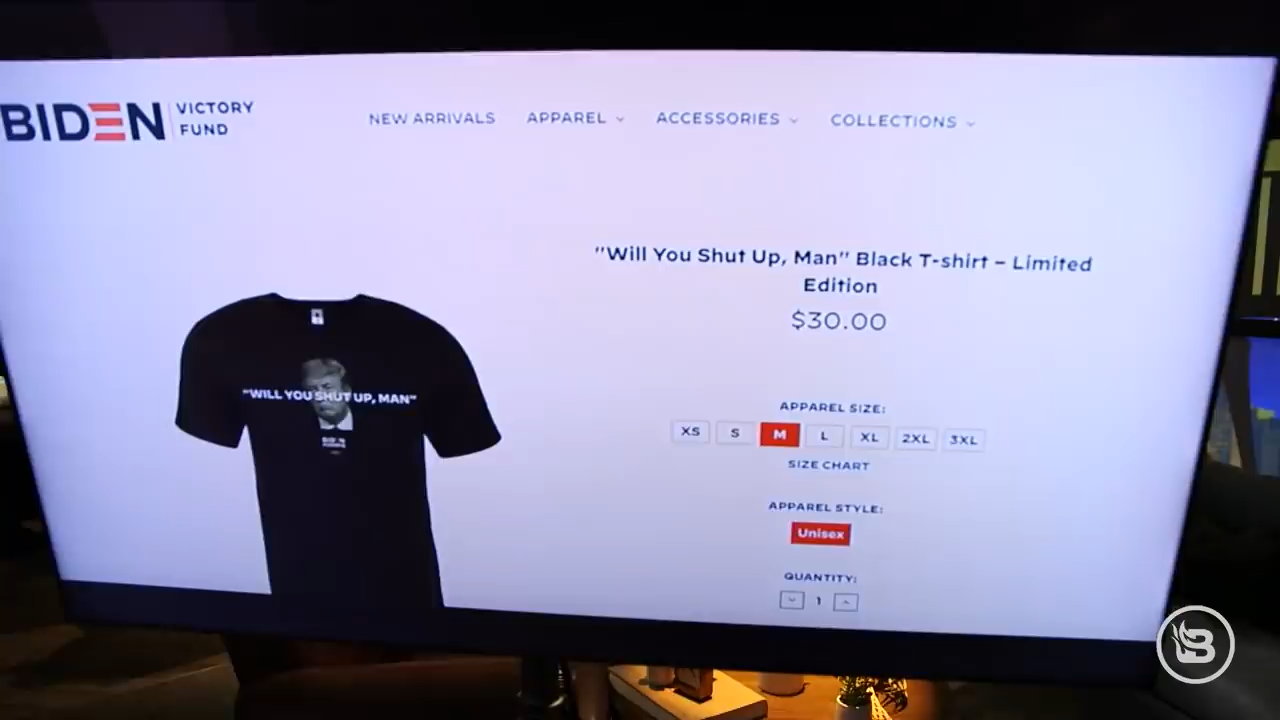 BIDEN
VICTORY
FUND
NEW ARRIVALS
APPAREL
ACCESSORIES
COLLECTIONS
"Will You Shut Up, Man" Black T-shirt – Limited
Edition
$30.00
"WILL YOU SHUT UP, MAN"
APPAREL SIZE:
XS
S
M
L
XL
2XL
3XL
SIZE CHART
APPAREL STYLE:
Unisex
QUANTITY:
1
B